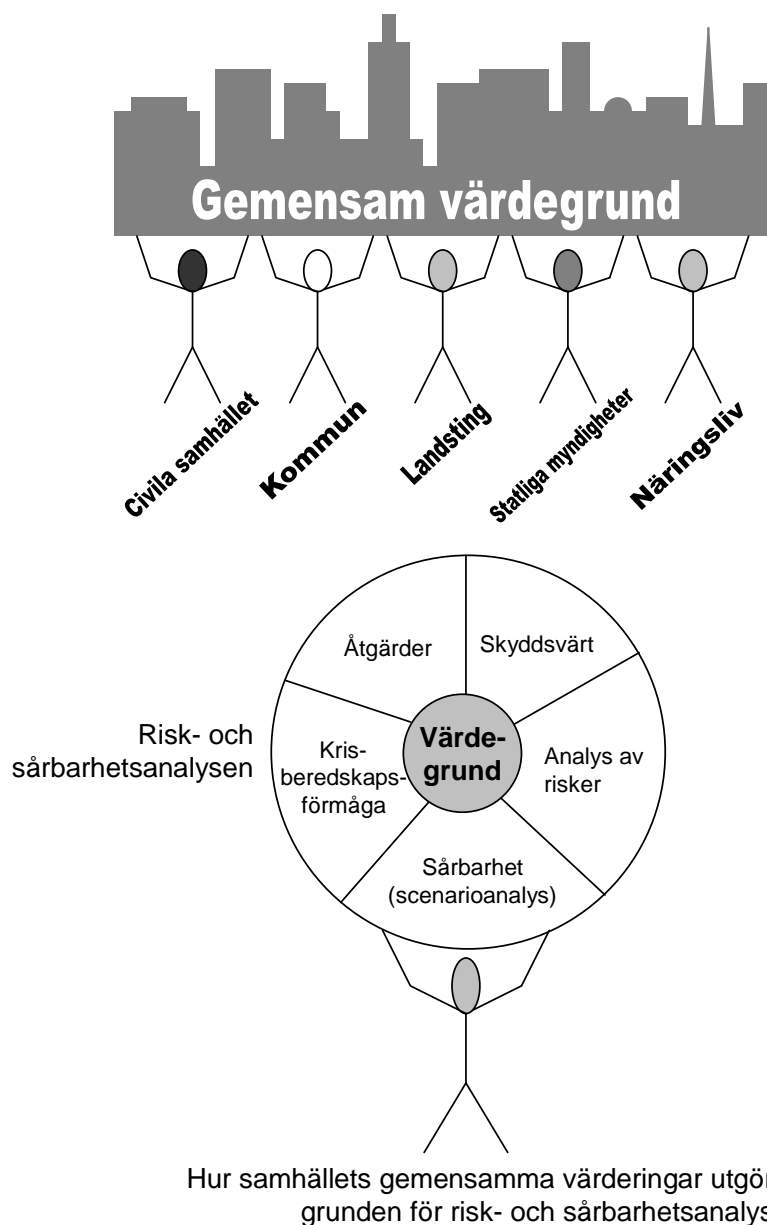 Gemensam värdegrund
Civila samhället
Kommun
Landsting
Statliga myndigheter
Näringsliv
Åtgärder
Skyddsvärt
Risk- och
sårbarhetsanalysen
Kris-
beredskaps-
förmåga
Värde-
grund
Analys av
risker
Sårbarhet
(scenarioanalys)
Hur samhällets gemensamma värderingar utgör
grunden för risk- och sårbarhetsanalys